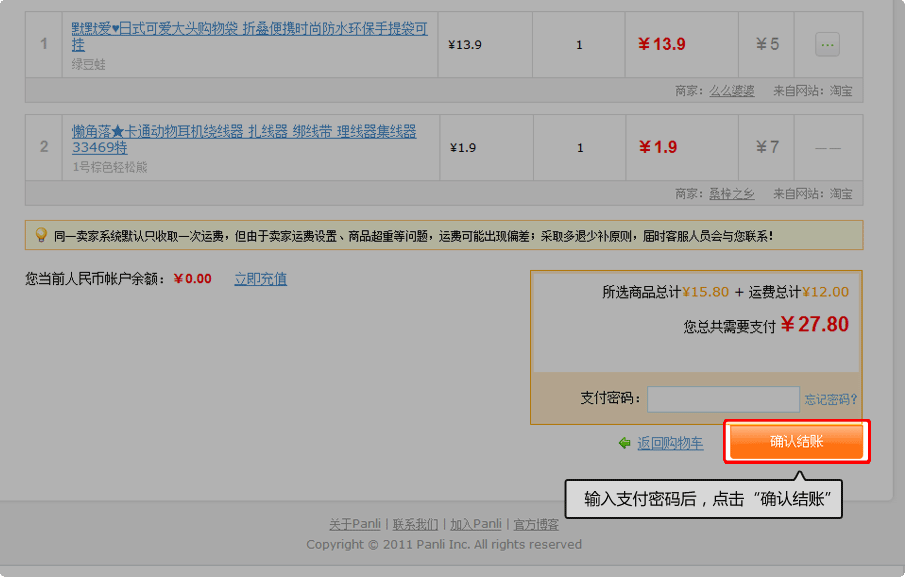 1
默默爱♥日式可爱大头购物袋 折叠便携时尚防水环保手提袋可
挂
绿豆蛙
¥13.9
1
¥13.9
¥5
商家：么么婆婆 来自网站：淘宝
2
懒角落★卡通动物耳机绕线器 扎线器 绑线带 理线器集线器
33469特
1号棕色轻松熊
¥1.9
1
¥1.9
¥7
——
商家：桑梓之乡 来自网站：淘宝
同一卖家系统默认只收取一次运费，但由于卖家运费设置、商品超重等问题，运费可能出现偏差；采取多退少补原则，届时客服人员会与您联系！
您当前人民币帐户余额：¥0.00 立即充值
所选商品总计¥15.80 + 运费总计¥12.00
您总共需要支付 ¥27.80
支付密码： 忘记密码？
返回购物车
确认结账
输入支付密码后，点击“确认结账”
关于Panli | 联系我们 | 加入Panli | 官方博客
Copyright © 2011 Panli Inc. All rights reserved